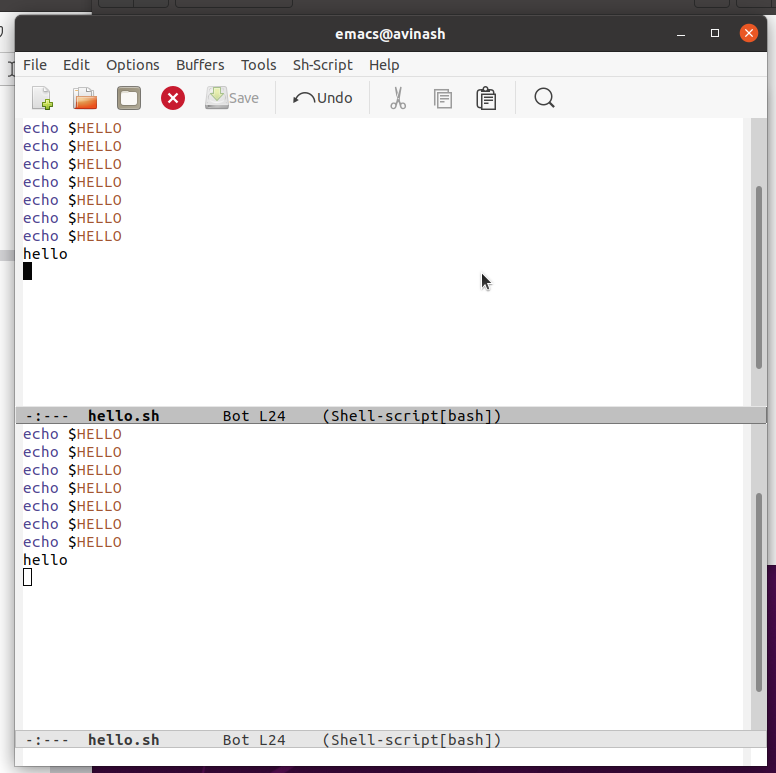 emacs@avinash
File Edit Options Buffers Tools Sh-Script Help
Save Undo
echo $HELLO
echo $HELLO
echo $HELLO
echo $HELLO
echo $HELLO
echo $HELLO
echo $HELLO
hello
-:--- hello.sh Bot L24 (Shell-script[bash])
echo $HELLO
echo $HELLO
echo $HELLO
echo $HELLO
echo $HELLO
echo $HELLO
echo $HELLO
hello
-:--- hello.sh Bot L24 (Shell-script[bash])